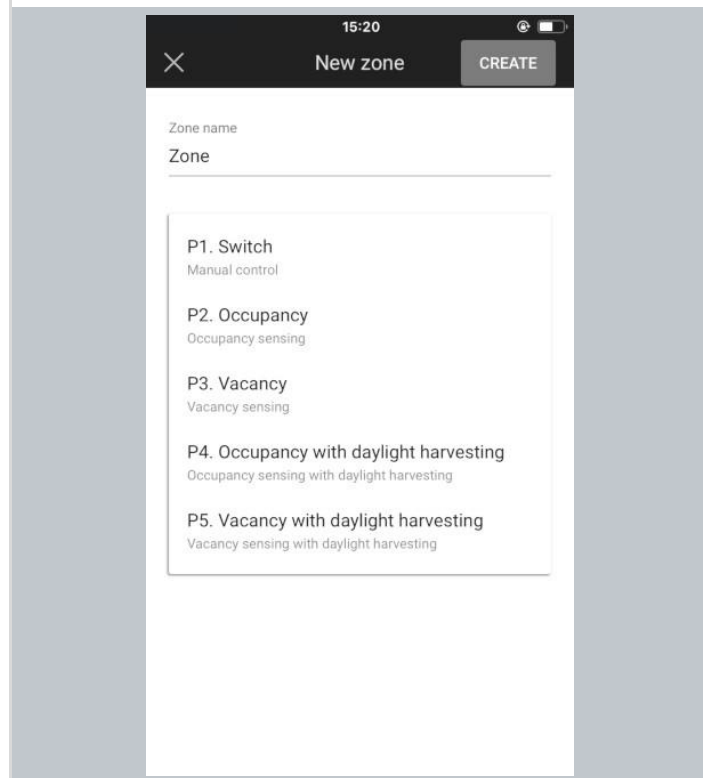 15:20
New zone
CREATE
Zone name
Zone
P1. Switch
Manual control
P2. Occupancy
Occupancy sensing
P3. Vacancy
Vacancy sensing
P4. Occupancy with daylight harvesting
Occupancy sensing with daylight harvesting
P5. Vacancy with daylight harvesting
Vacancy sensing with daylight harvesting